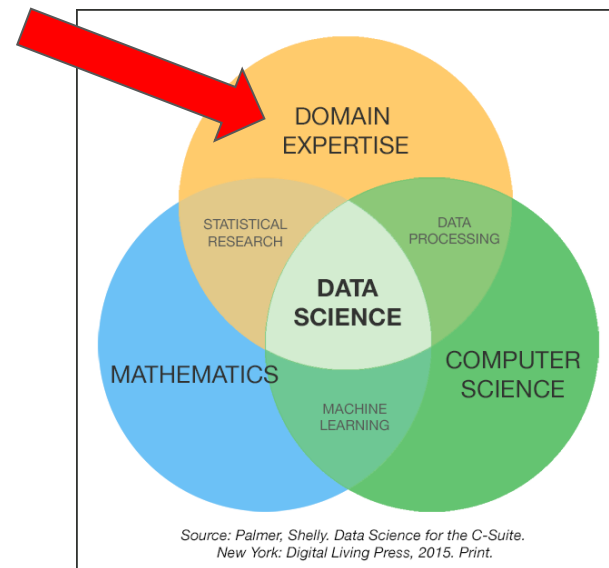 DOMAIN
EXPERTISE
STATISTICAL
RESEARCH
DATA
PROCESSING
DATA
SCIENCE
MATHEMATICS
COMPUTER
SCIENCE
MACHINE
LEARNING
Source: Palmer, Shelly. Data Science for the C-Suite.
New York: Digital Living Press, 2015. Print.